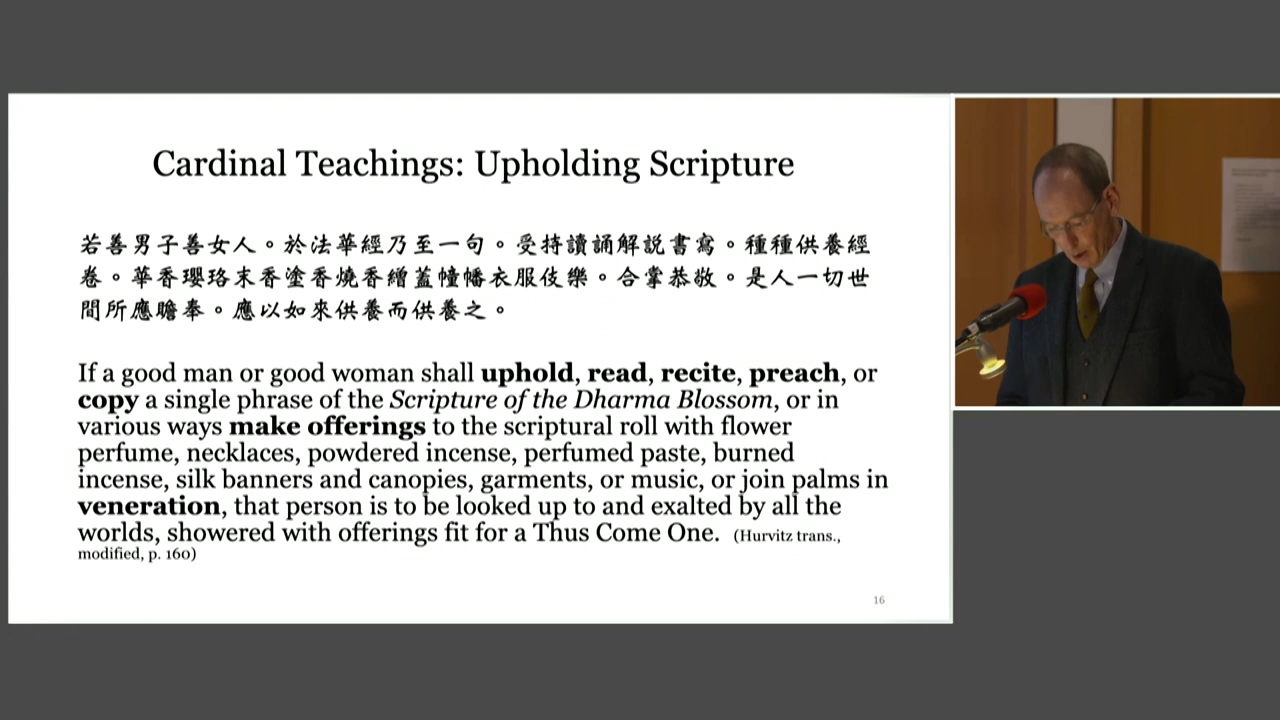 Cardinal Teachings: Upholding Scripture
若善男子善女人。於法華經乃至一句。受持讀誦解説書寫。種種供養經
卷。華香瓔珞末香塗香燒香繒蓋幢幡衣服伎樂。合掌恭敬。是人一切世
間所應瞻奉。應以如來供養而供養之。
If a good man or good woman shall uphold, read, recite, preach, or
copy a single phrase of the Scripture of the Dharma Blossom, or in
various ways make offerings to the scriptural roll with flower
perfume, necklaces, powdered incense, perfumed paste, burned
incense, silk banners and canopies, garments, or music, or join palms in
veneration, that person is to be looked up to and exalted by all the
worlds, showered with offerings fit for a Thus Come One. (Hurvitz trans.,
modified, p. 160)
16